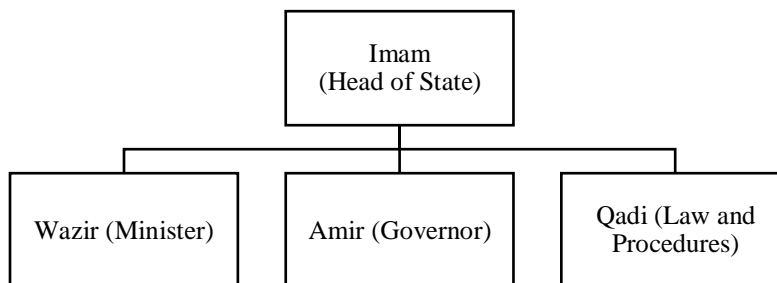 Imam
(Head of State)
Wazir (Minister)
Amir (Governor)
Qadi (Law and
Procedures)